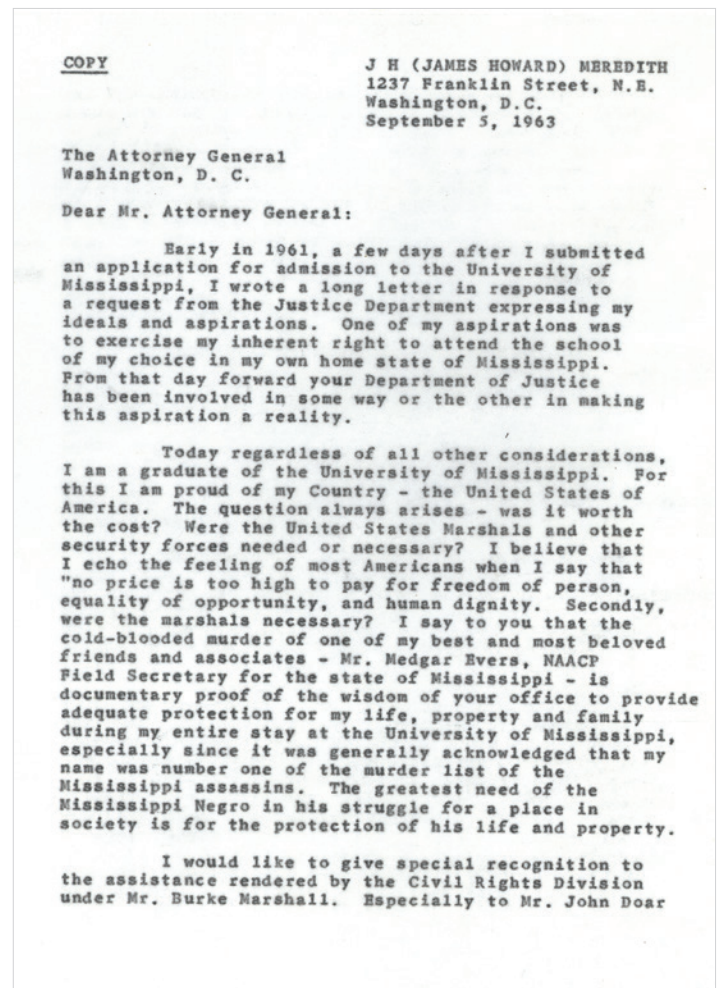 COPY
J H (JAMES HOWARD) MEREDITH
1237 Franklin Street, N.E.
Washington, D.C.
September 5, 1963
The Attorney General
Washington, D. C.
Dear Mr. Attorney General:
Early in 1961, a few days after I submitted
an application for admission to the University of
Mississippi, I wrote a long letter in response to
a request from the Justice Department expressing my
ideals and aspirations. One of my aspirations was
to exercise my inherent right to attend the school
of my choice in my own home state of Mississippi.
From that day forward your Department of Justice
has been involved in some way or the other in making
this aspiration a reality.
Today regardless of all other considerations,
I am a graduate of the University of Mississippi. For
this I am proud of my Country - the United States of
America. The question always arises - was it worth
the cost? Were the United States Marshals and other
security forces needed or necessary? I believe that
I echo the feeling of most Americans when I say that
"no price is too high to pay for freedom of person,
equality of opportunity, and human dignity. Secondly,
were the marshals necessary? I say to you that the
cold-blooded murder of one of my best and most beloved
friends and associates - Mr. Medgar Evers, NAACP
Field Secretary for the state of Mississippi - is
documentary proof of the wisdom of your office to provide
adequate protection for my life, property and family
during my entire stay at the University of Mississippi,
especially since it was generally acknowledged that my
name was number one of the murder list of the
Mississippi assassins. The greatest need of the
Mississippi Negro in his struggle for a place in
society is for the protection of his life and property.
I would like to give special recognition to
the assistance rendered by the Civil Rights Division
under Mr. Burke Marshall. Especially to Mr. John Doar